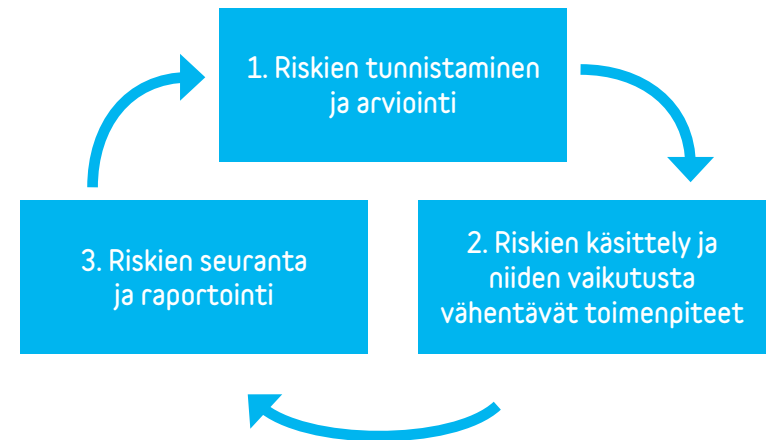 1. Riskien tunnistaminen
ja arviointi
2. Riskien käsittely ja
niiden vaikutusta
vähentävät toimenpiteet
3. Riskien seuranta
ja raportointi